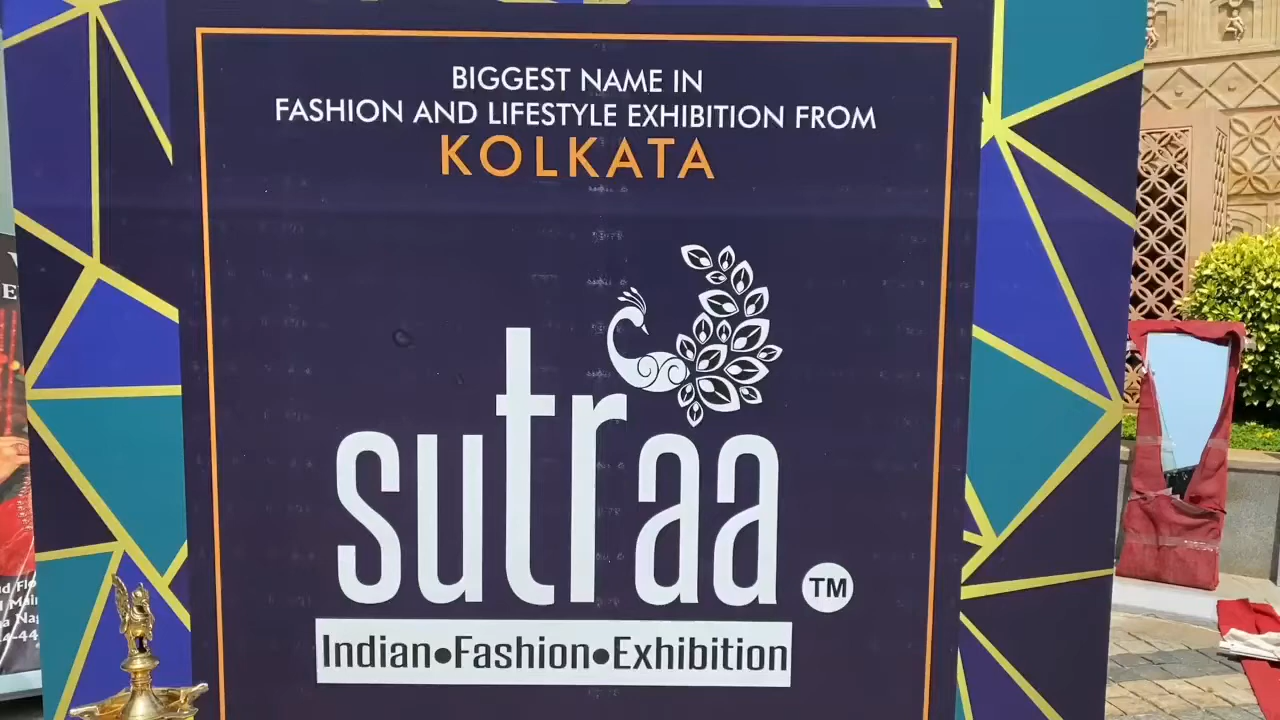 BIGGEST NAME IN
FASHION AND LIFESTYLE EXHIBITION FROM
KOLKATA
sutraa
TM
Indian•Fashion•Exhibition